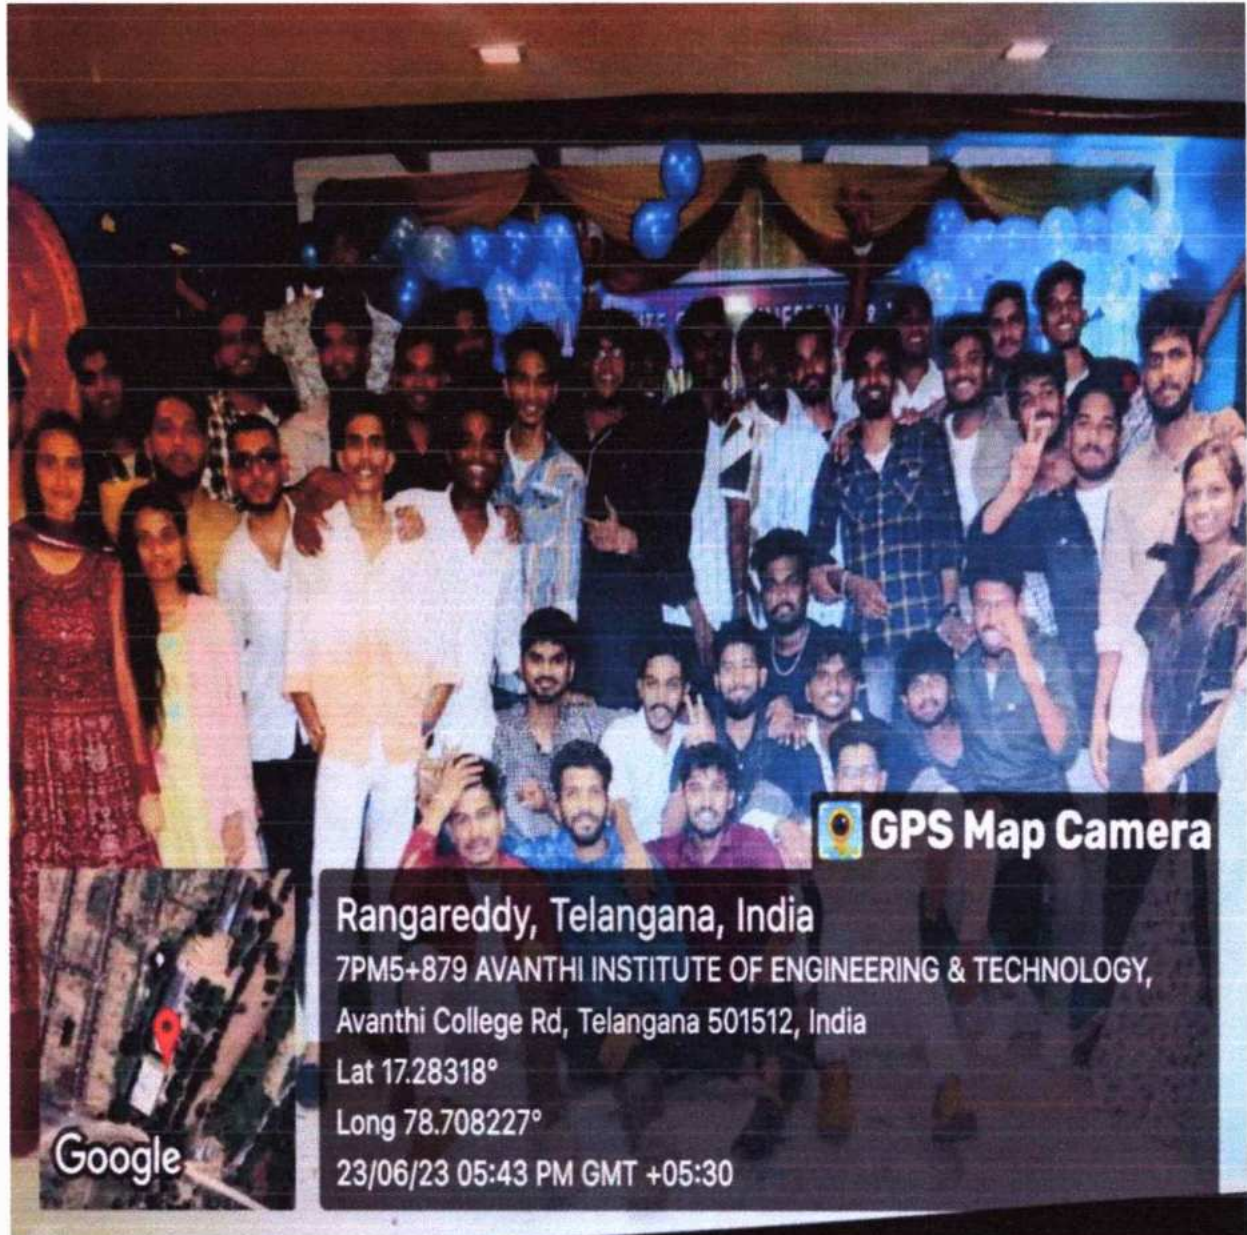 GPS Map Camera
Rangareddy, Telangana, India
7PM5+879 AVANTHI INSTITUTE OF ENGINEERING & TECHNOLOGY,
Avanthi College Rd, Telangana 501512, India
Lat 17.28318°
Long 78.708227°
23/06/23 05:43 PM GMT +05:30
Google